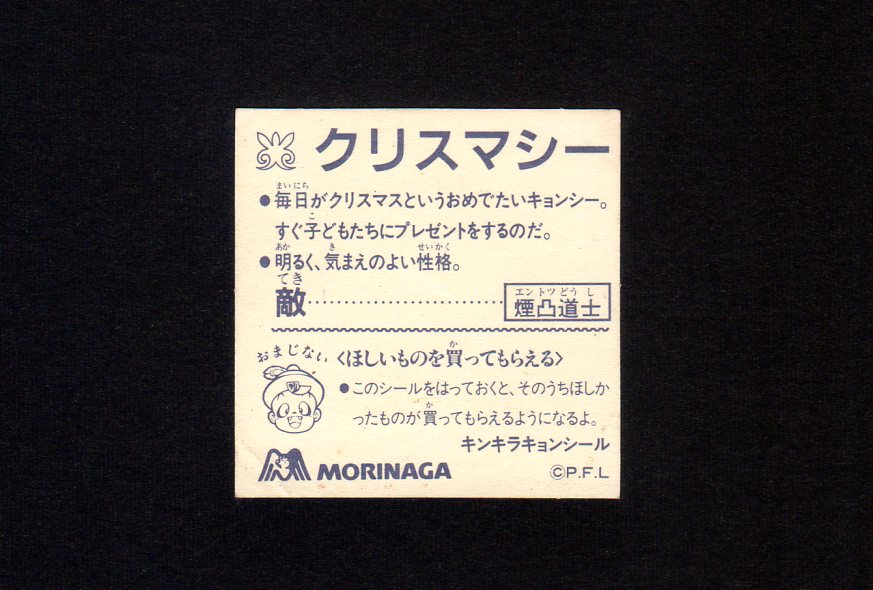 クリスマシー
●毎日がクリスマスというおめでたいキョンシー。
すぐ子どもたちにプレゼントをするのだ。
●明るく、気まえのよい性格。
敵……………………煙凸道士
おまじない〈ほしいものを買ってもらえる〉
●このシールをはっておくと、そのうちほしか
ったものが買ってもらえるようになるよ。
キンキラキョンシール
MORINAGA ©P.F.L